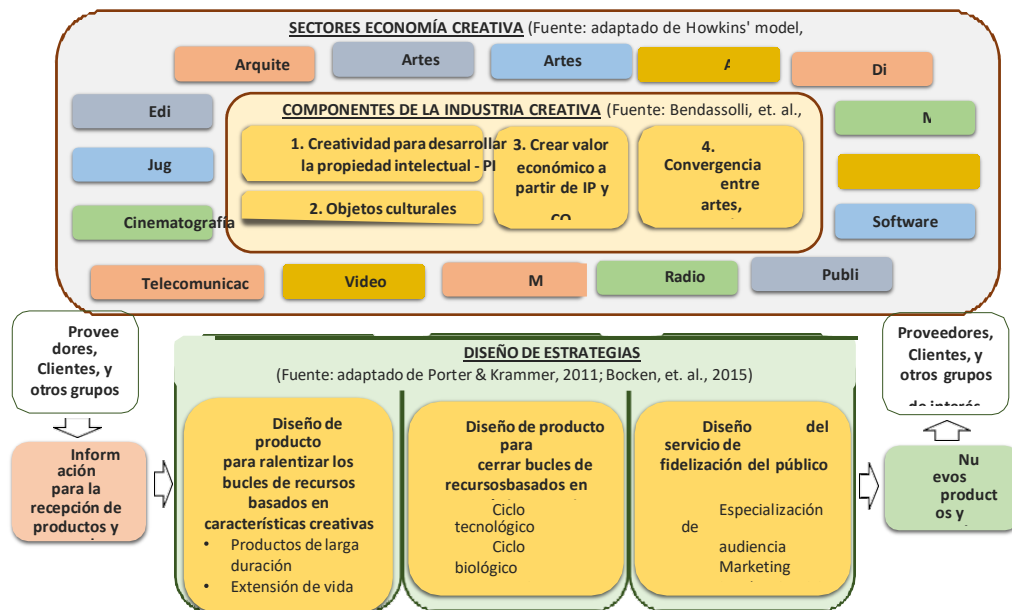 SECTORES ECONOMÍA CREATIVA (Fuente: adaptado de Howkins' model,
Arquite
Artes
Artes
Di
Edi
Jug
Cinematografía
Software
Telecomunicac
Video
M
Radio
Publi
COMPONENTES DE LA INDUSTRIA CREATIVA (Fuente: Bendassolli, et. al.,
1. Creatividad para desarrollar
la propiedad intelectual - PI
2. Objetos culturales
3. Crear valor
económico a
partir de IP y
4.
Convergencia
entre
artes,
Provee
dores,
Clientes, y
otros grupos
Inform
ación
para la
recepción de
productos y
DISEÑO DE ESTRATEGIAS
(Fuente: adaptado de Porter & Krammer, 2011; Bocken, et. al., 2015)
Diseño de
producto
para ralentizar los
bucles de recursos
basados en
características creativas
• Productos de larga
duración
• Extensión de vida
Diseño de producto
para
cerrar bucles de
recursosbasados en
Ciclo
tecnológico
Ciclo
biológico
Diseño del
servicio de
fidelización del público
Especialización
de
audiencia
Marketing
Proveedores,
Clientes, y
otros grupos
de interés
Nu
evos
product
os y